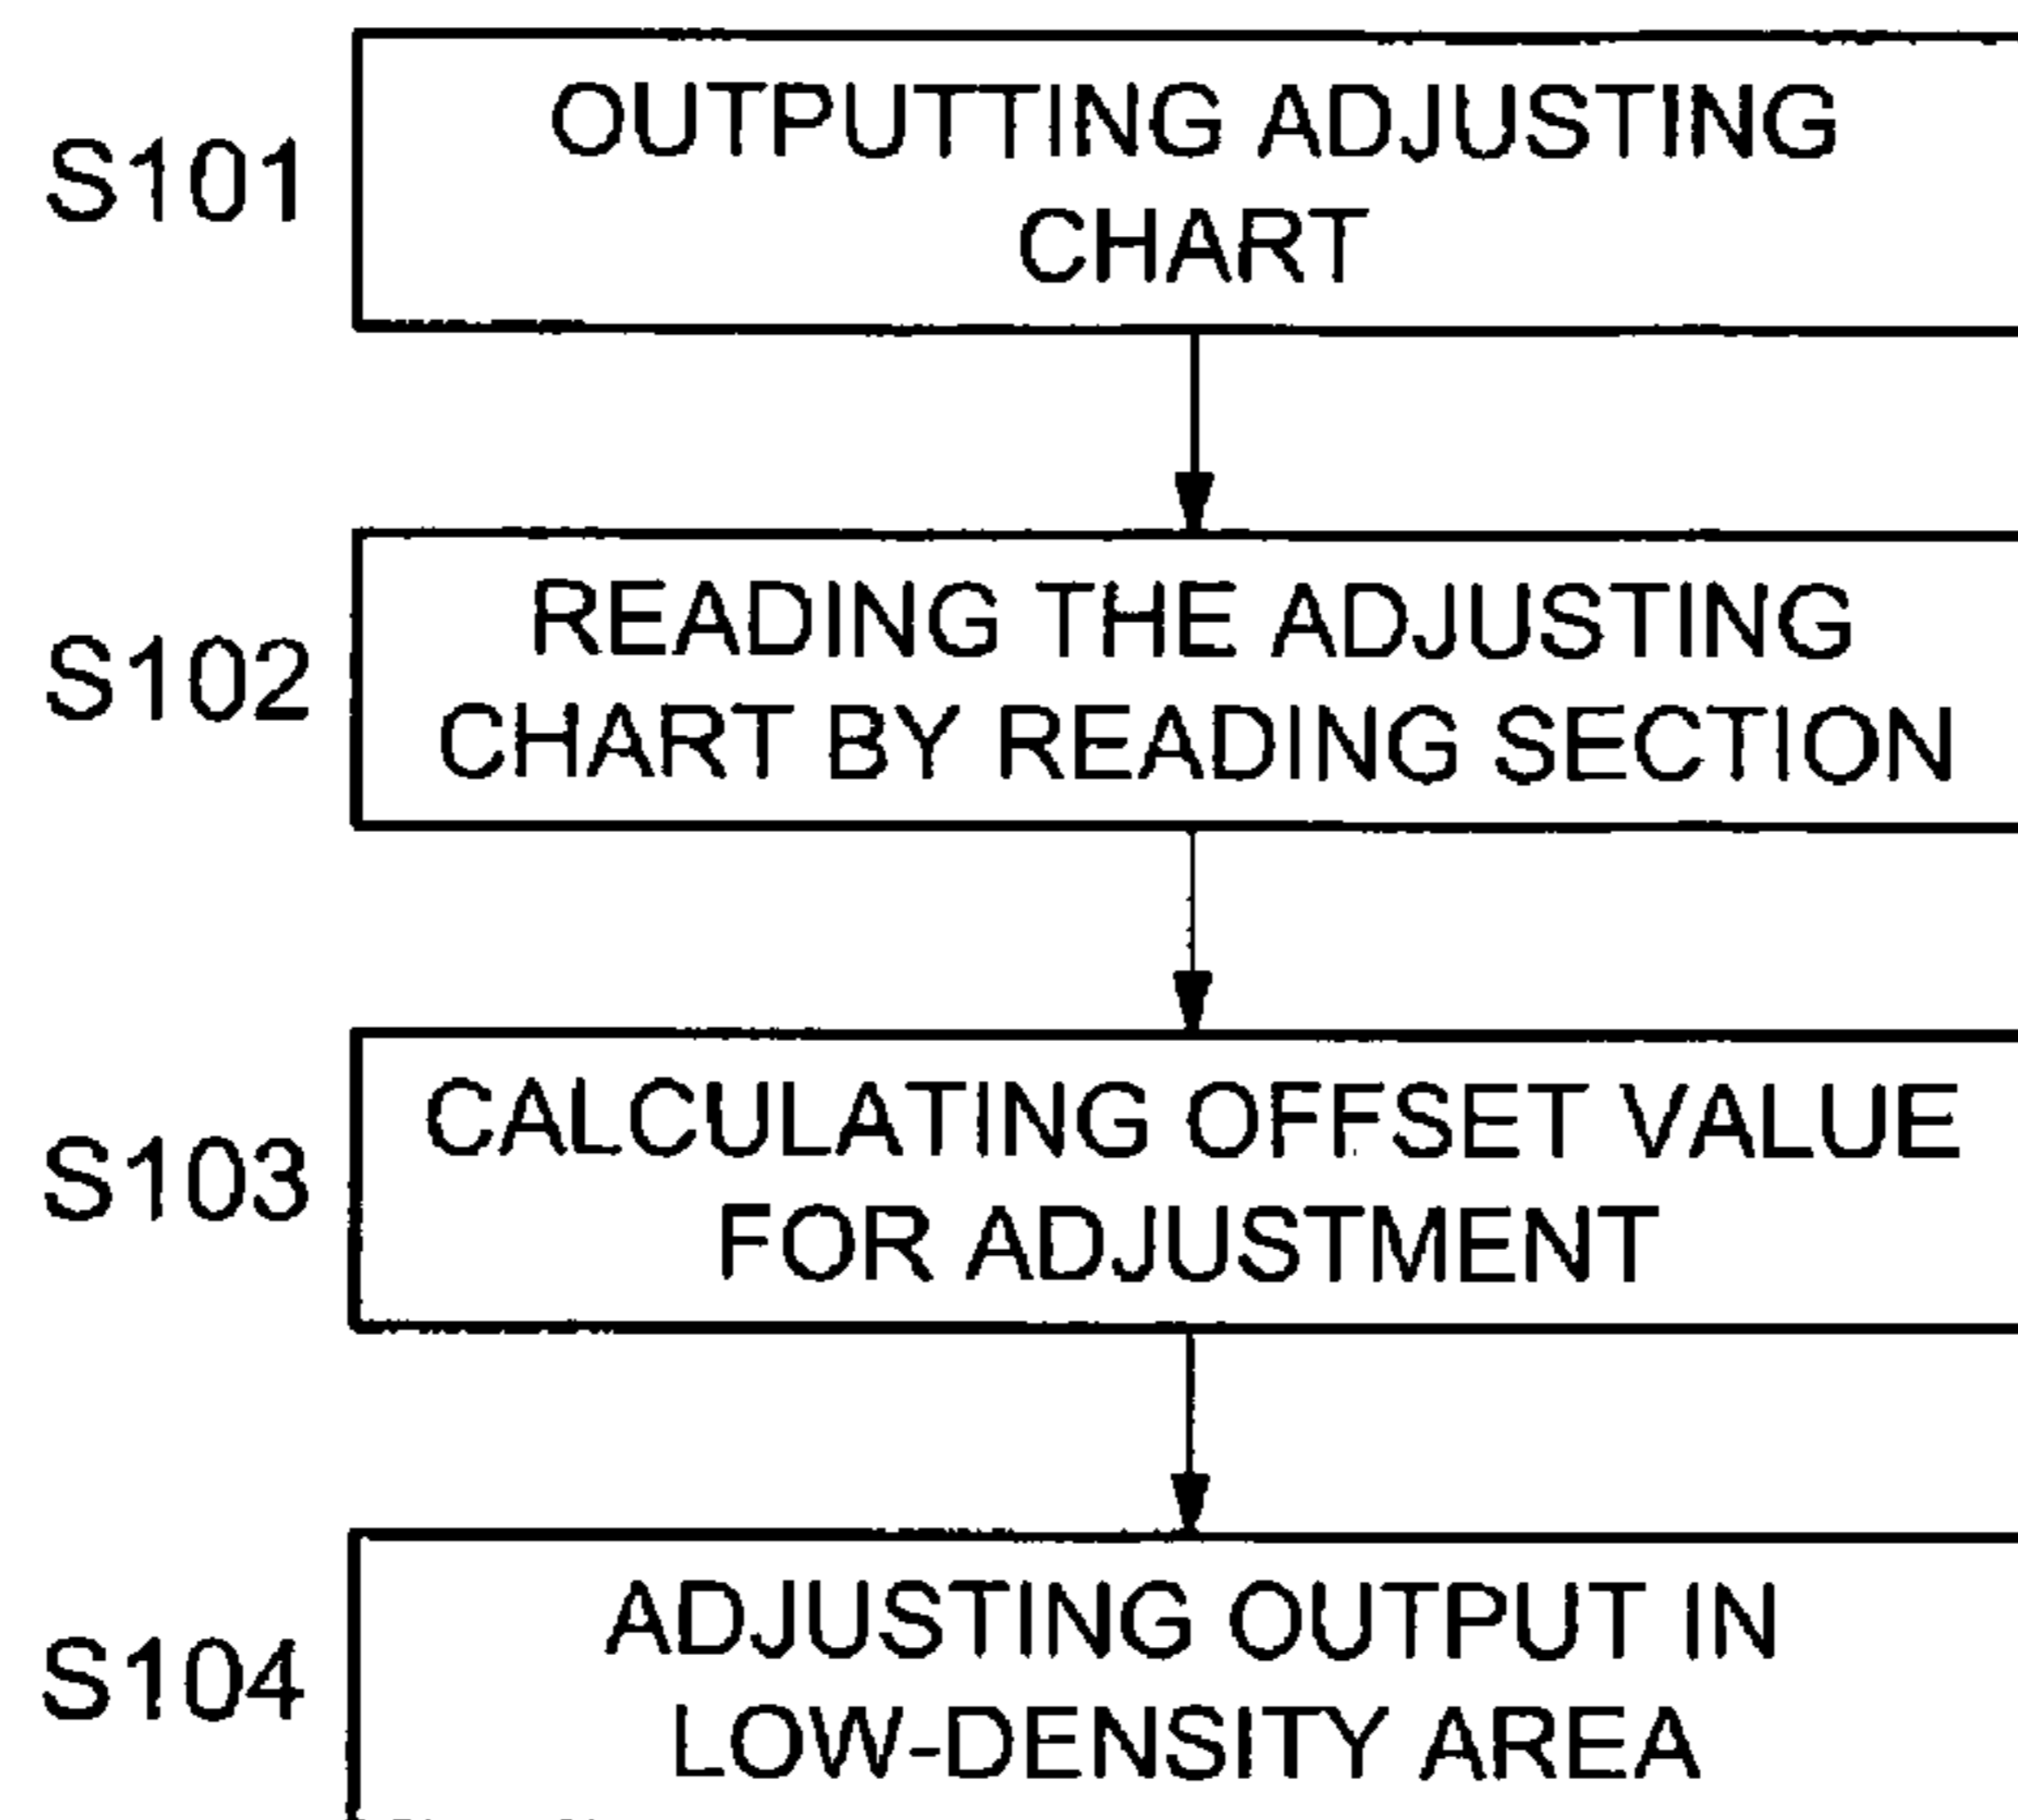 S101
OUTPUTTING ADJUSTING
CHART
S102
READING THE ADJUSTING
CHART BY READING SECTION
S103
CALCULATING OFFSET VALUE
FOR ADJUSTMENT
S104
ADJUSTING OUTPUT IN
LOW-DENSITY AREA